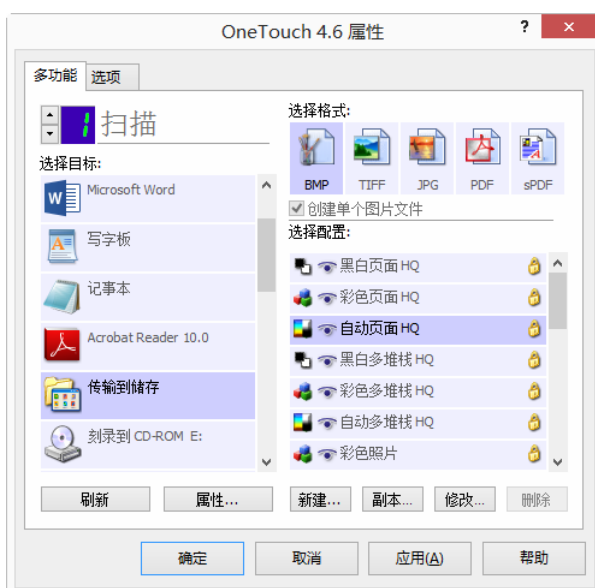 OneTouch 4.6 属性
?
×
多功能
选项
1 扫描
选择目标:
Microsoft Word
写字板
记事本
Acrobat Reader 10.0
传输到储存
刻录到 CD-ROM E:
刷新
属性...
选择格式:
BMP
TIFF
JPG
PDF
sPDF
创建单个图片文件
选择配置:
黑白页面 HQ
彩色页面 HQ
自动页面 HQ
黑白多堆栈 HQ
彩色多堆栈 HQ
自动多堆栈 HQ
彩色照片
新建...
副本...
修改...
删除
确定
取消
应用(A)
帮助